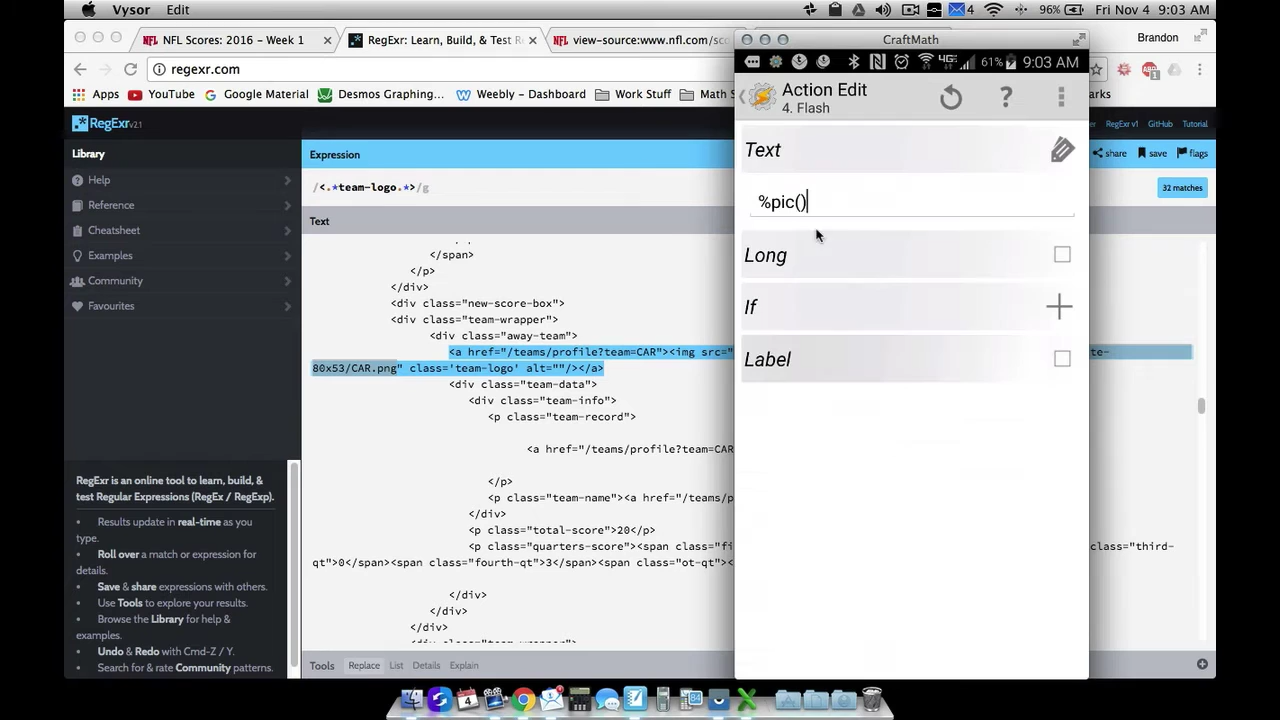 Vysor Edit 4 96% Fri Nov 4 9:03 AM
NFL Scores: 2016 - Week 1
RegExr: Learn, Build, & Test R
view-source:www.nfl.com/sco
Brandon
regexr.com
Apps YouTube Google Material Desmos Graphing... Weebly - Dashboard Work Stuff Math S
RegExr v2.1
RegExr v1 GitHub Tutorial
Library
Help
Reference
Cheatsheet
Examples
Community
Favourites
RegExr is an online tool to learn, build, &
test Regular Expressions (RegEx / RegExp).
• Results update in real-time as you
type.
• Roll over a match or expression for
details.
• Save & share expressions with others.
• Use Tools to explore your results.
• Browse the Library for help &
examples.
• Undo & Redo with Cmd-Z / Y.
• Search for & rate Community patterns.
Expression
share save flags
/<.*team-logo.*>/g
32 matches
Text
</span>
</p>
</div>
<div class="new-score-box">
<div class="team-wrapper">
<div class="away-team">
<a href="/teams/profile?team=CAR"><img src="
80x53/CAR.png" class='team-logo' alt=""/></a>
<div class="team-data">
<div class="team-info">
<p class="team-record">
<a href="/teams/profile?team=CAR
</p>
<p class="team-name"><a href="/teams/p
</div>
<p class="total-score">20</p>
<p class="quarters-score"><span class="fi
class="third-
qt">0</span><span class="fourth-qt">3</span><span class="ot-qt"><
</div>
</div>
</div>
Tools Replace List Details Explain
CraftMath
4G 61% 9:03 AM
Action Edit
4. Flash
Text
%pic()
Long
If
Label